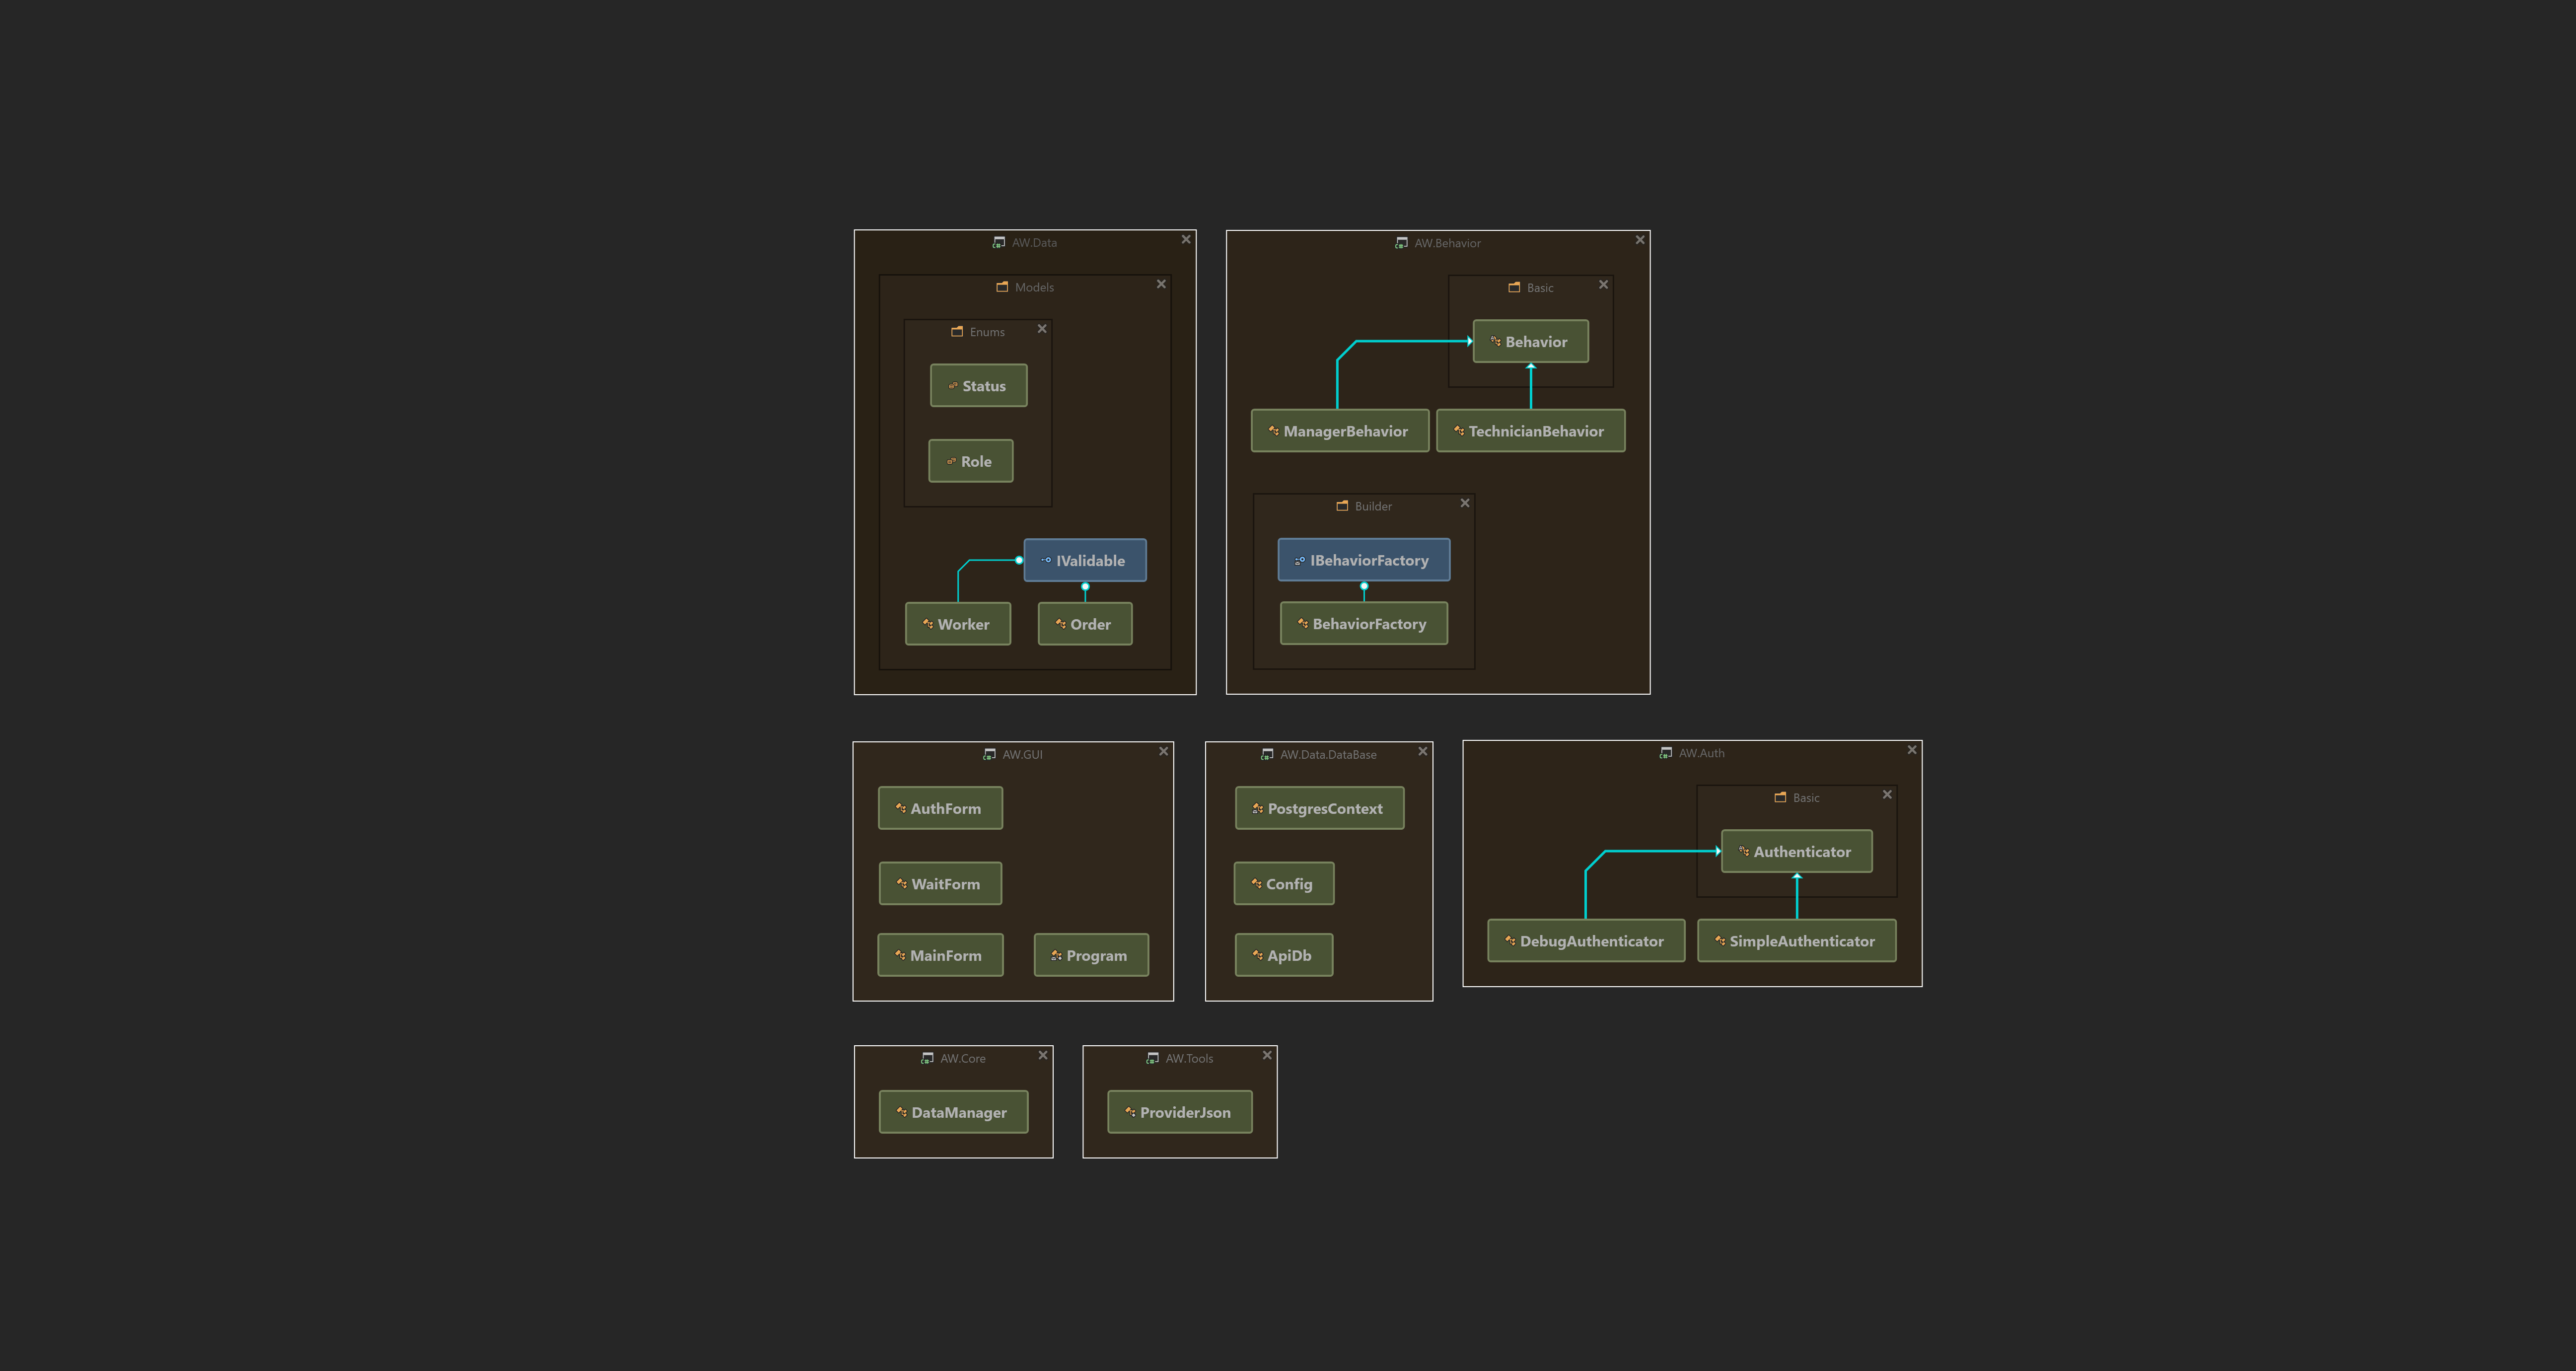 AW.Data
Models
Enums
Status
Role
IValidable
Worker
Order
AW.Behavior
Basic
Behavior
ManagerBehavior
TechnicianBehavior
Builder
IBehaviorFactory
BehaviorFactory
AW.GUI
AuthForm
WaitForm
MainForm
Program
AW.Data.DataBase
PostgresContext
Config
ApiDb
AW.Auth
Basic
Authenticator
DebugAuthenticator
SimpleAuthenticator
AW.Core
DataManager
AW.Tools
ProviderJson